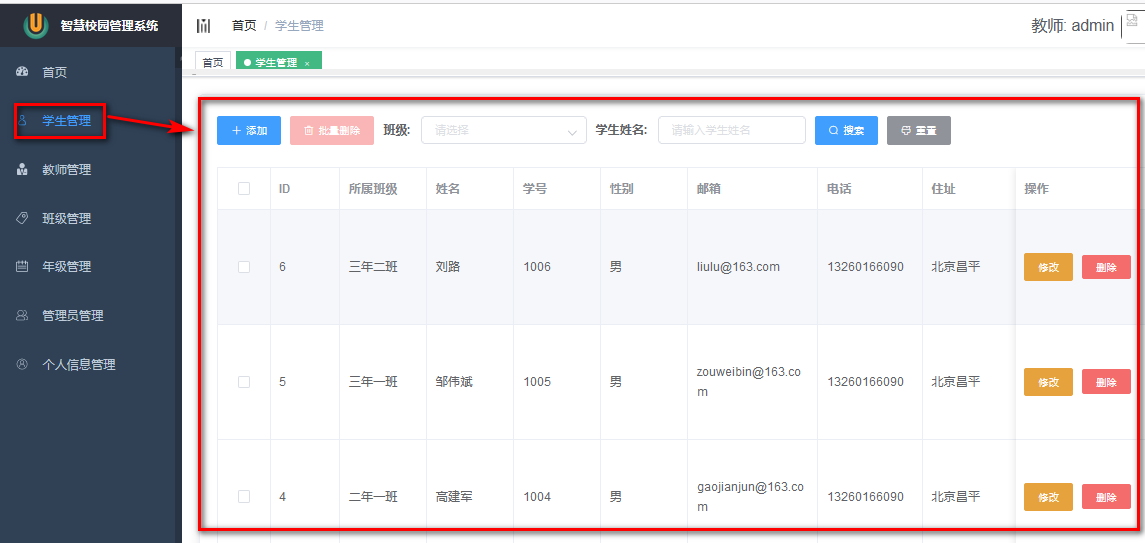 智慧校园管理系统
首页 / 学生管理
教师: admin
首页
学生管理 ×
首页
学生管理
教师管理
班级管理
年级管理
管理员管理
个人信息管理
+ 添加 批量删除 班级: 请选择 学生姓名: 请输入学生姓名 搜索 重置
ID 所属班级 姓名 学号 性别 邮箱 电话 住址 操作
6 三年二班 刘路 1006 男 liulu@163.com 13260166090 北京昌平 修改 删除
5 三年一班 邹伟斌 1005 男 zouweibin@163.co
m 13260166090 北京昌平 修改 删除
4 二年一班 高建军 1004 男 gaojianjun@163.co
m 13260166090 北京昌平 修改 删除